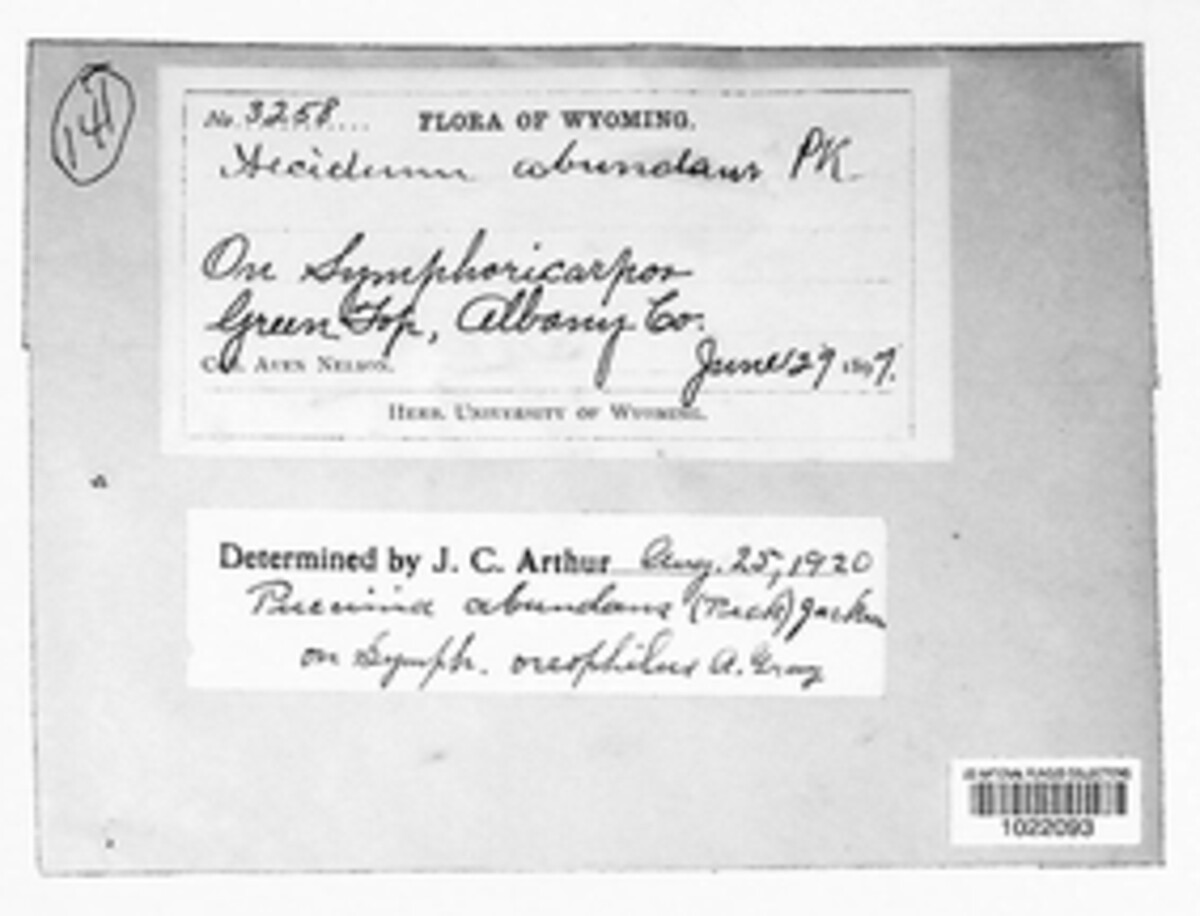 141
No. 3258 FLORA OF WYOMING.
Aecidium abundans PK.
On Symphoricarpos
Green Top, Albany Co.
Col. Aven Nelson. June 29 1897.
Herb. University of Wyoming.
Determined by J. C. Arthur Aug. 25, 1920
Puccinia abundans (Peck) Jackson
on Symph. oreophilus A. Gray
US NATIONAL FUNGUS COLLECTIONS
1022093